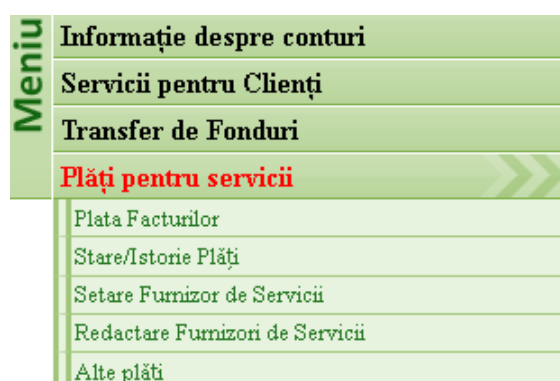 Meniu
Informație despre conturi
Servicii pentru Clienți
Transfer de Fonduri
Plăți pentru servicii
Plata Facturilor
Stare/Istorie Plăți
Setare Furnizor de Servicii
Redactare Furnizori de Servicii
Alte plăti